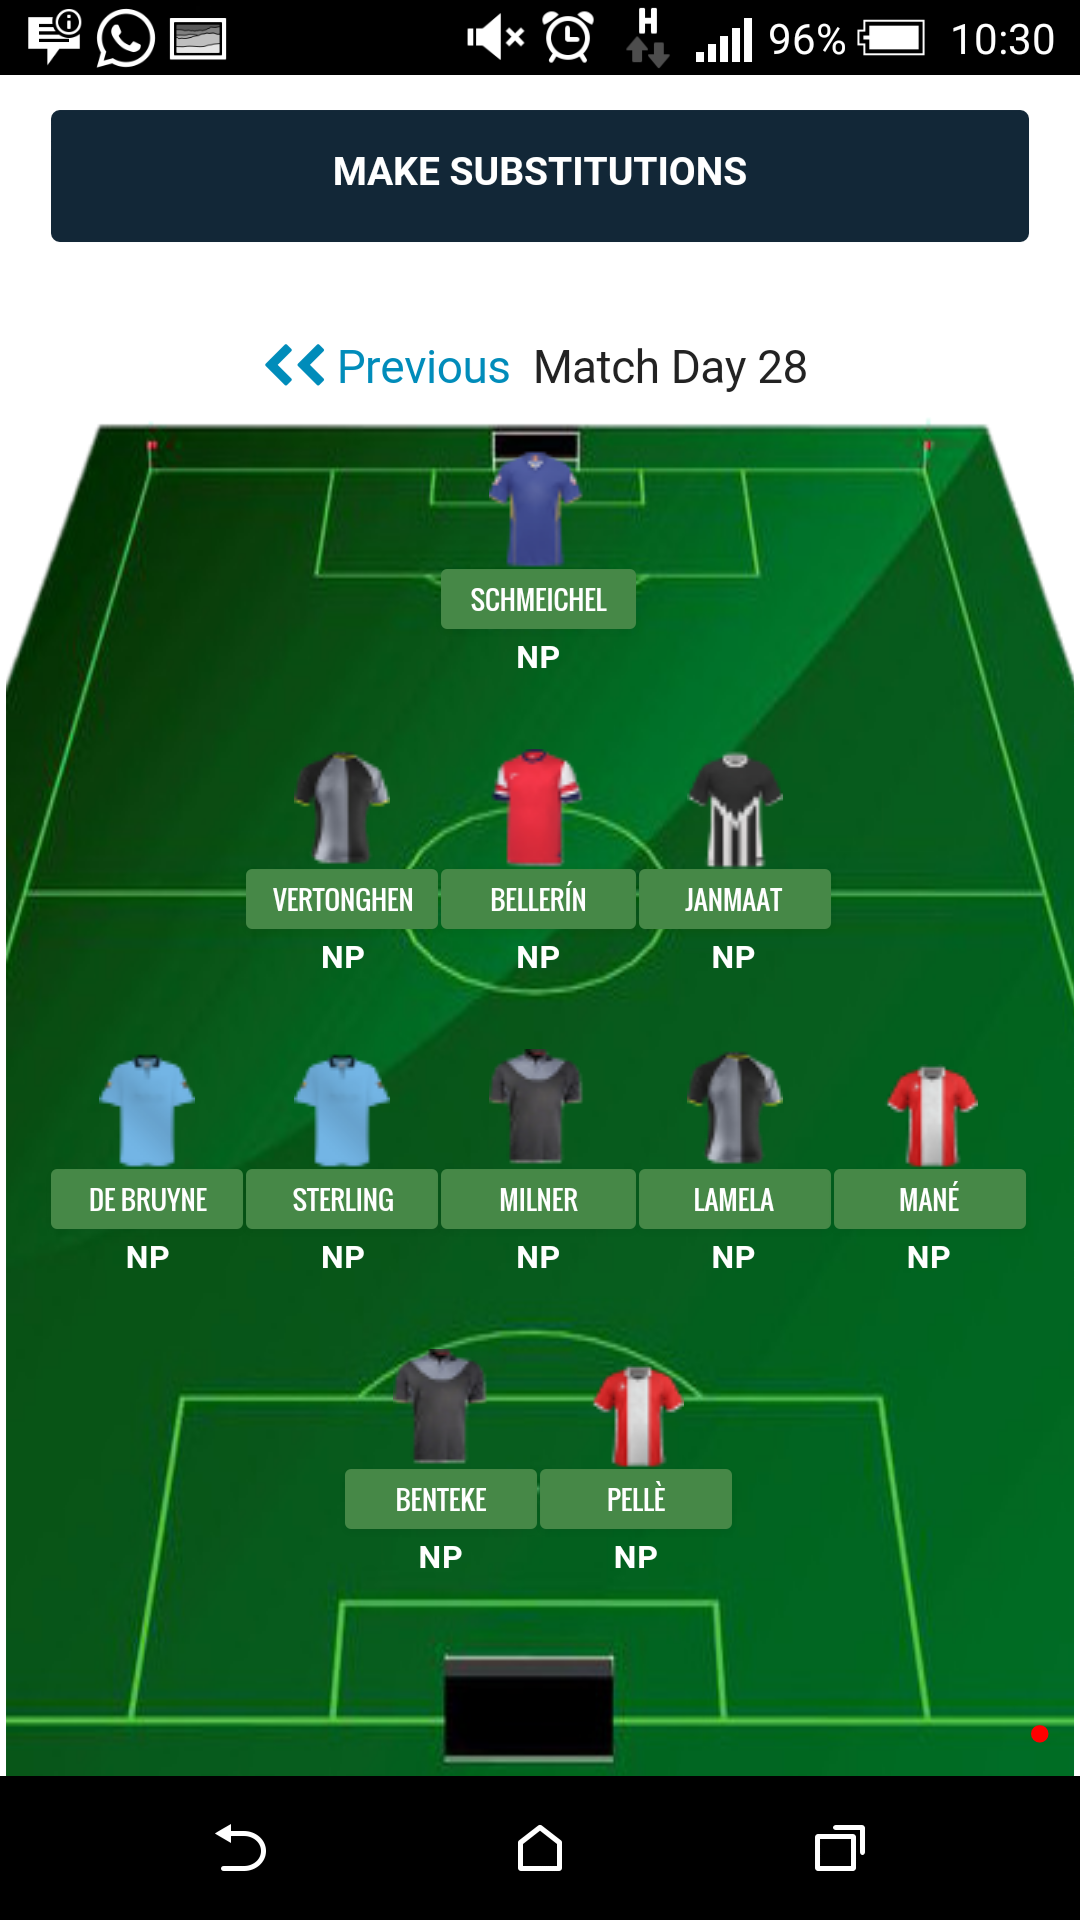 H 96% 10:30
MAKE SUBSTITUTIONS
Previous Match Day 28
SCHMEICHEL
NP
VERTONGHEN BELLERÍN JANMAAT
NP NP NP
DE BRUYNE STERLING MILNER LAMELA MANÉ
NP NP NP NP NP
BENTEKE PELLÈ
NP NP